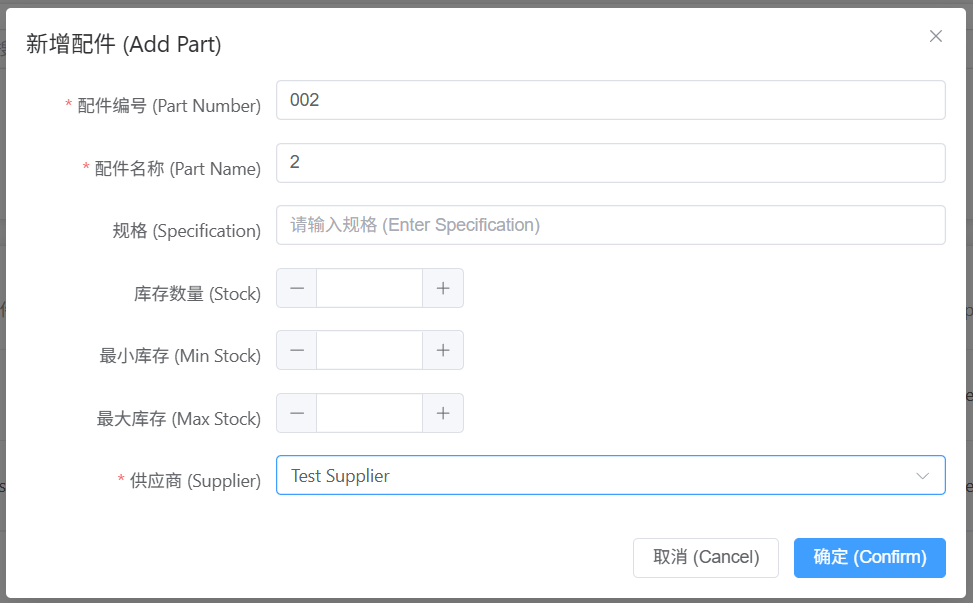 新增配件 (Add Part)
* 配件编号 (Part Number) 002
* 配件名称 (Part Name) 2
规格 (Specification) 请输入规格 (Enter Specification)
库存数量 (Stock)
最小库存 (Min Stock)
最大库存 (Max Stock)
* 供应商 (Supplier) Test Supplier
取消 (Cancel) 确定 (Confirm)